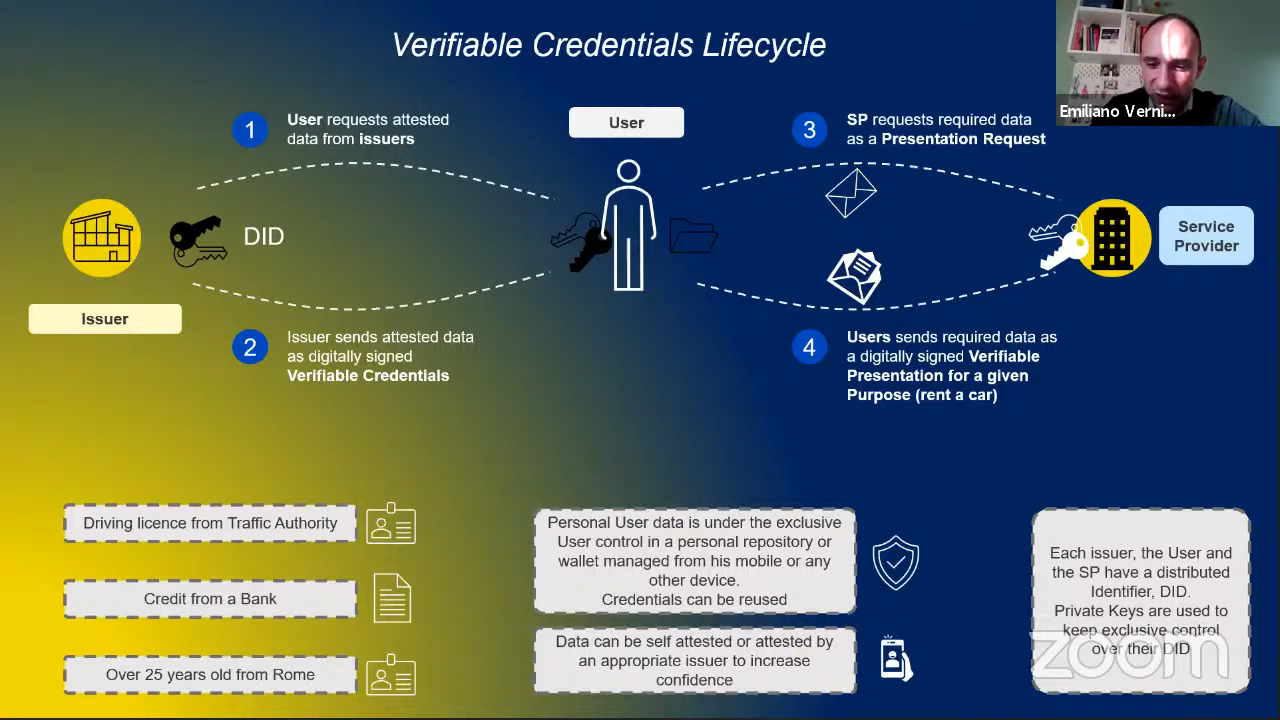 Verifiable Credentials Lifecycle
Emiliano Verni...
1
User requests attested
data from issuers
User
3
SP requests required data
as a Presentation Request
DID
Service
Provider
Issuer
2
Issuer sends attested data
as digitally signed
Verifiable Credentials
4
Users sends required data as
a digitally signed Verifiable
Presentation for a given
Purpose (rent a car)
Driving licence from Traffic Authority
Credit from a Bank
Over 25 years old from Rome
Personal User data is under the exclusive
User control in a personal repository or
wallet managed from his mobile or any
other device.
Credentials can be reused
Data can be self attested or attested by
an appropriate issuer to increase
confidence
Each issuer, the User and
the SP have a distributed
Identifier, DID.
Private Keys are used to
keep exclusive control
over their DID
zoom